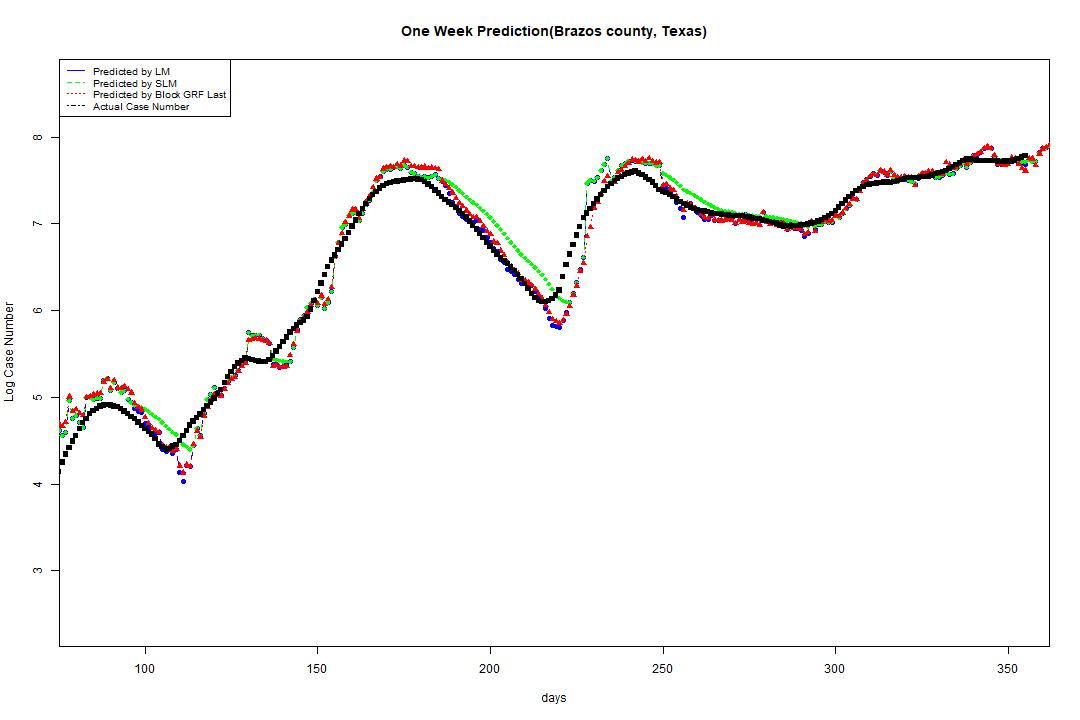 One Week Prediction(Brazos county, Texas)
Predicted by LM
Predicted by SLM
Predicted by Block GRF Last
Actual Case Number
8
7
6
5
4
3
Log Case Number
100 150 200 250 300 350
days